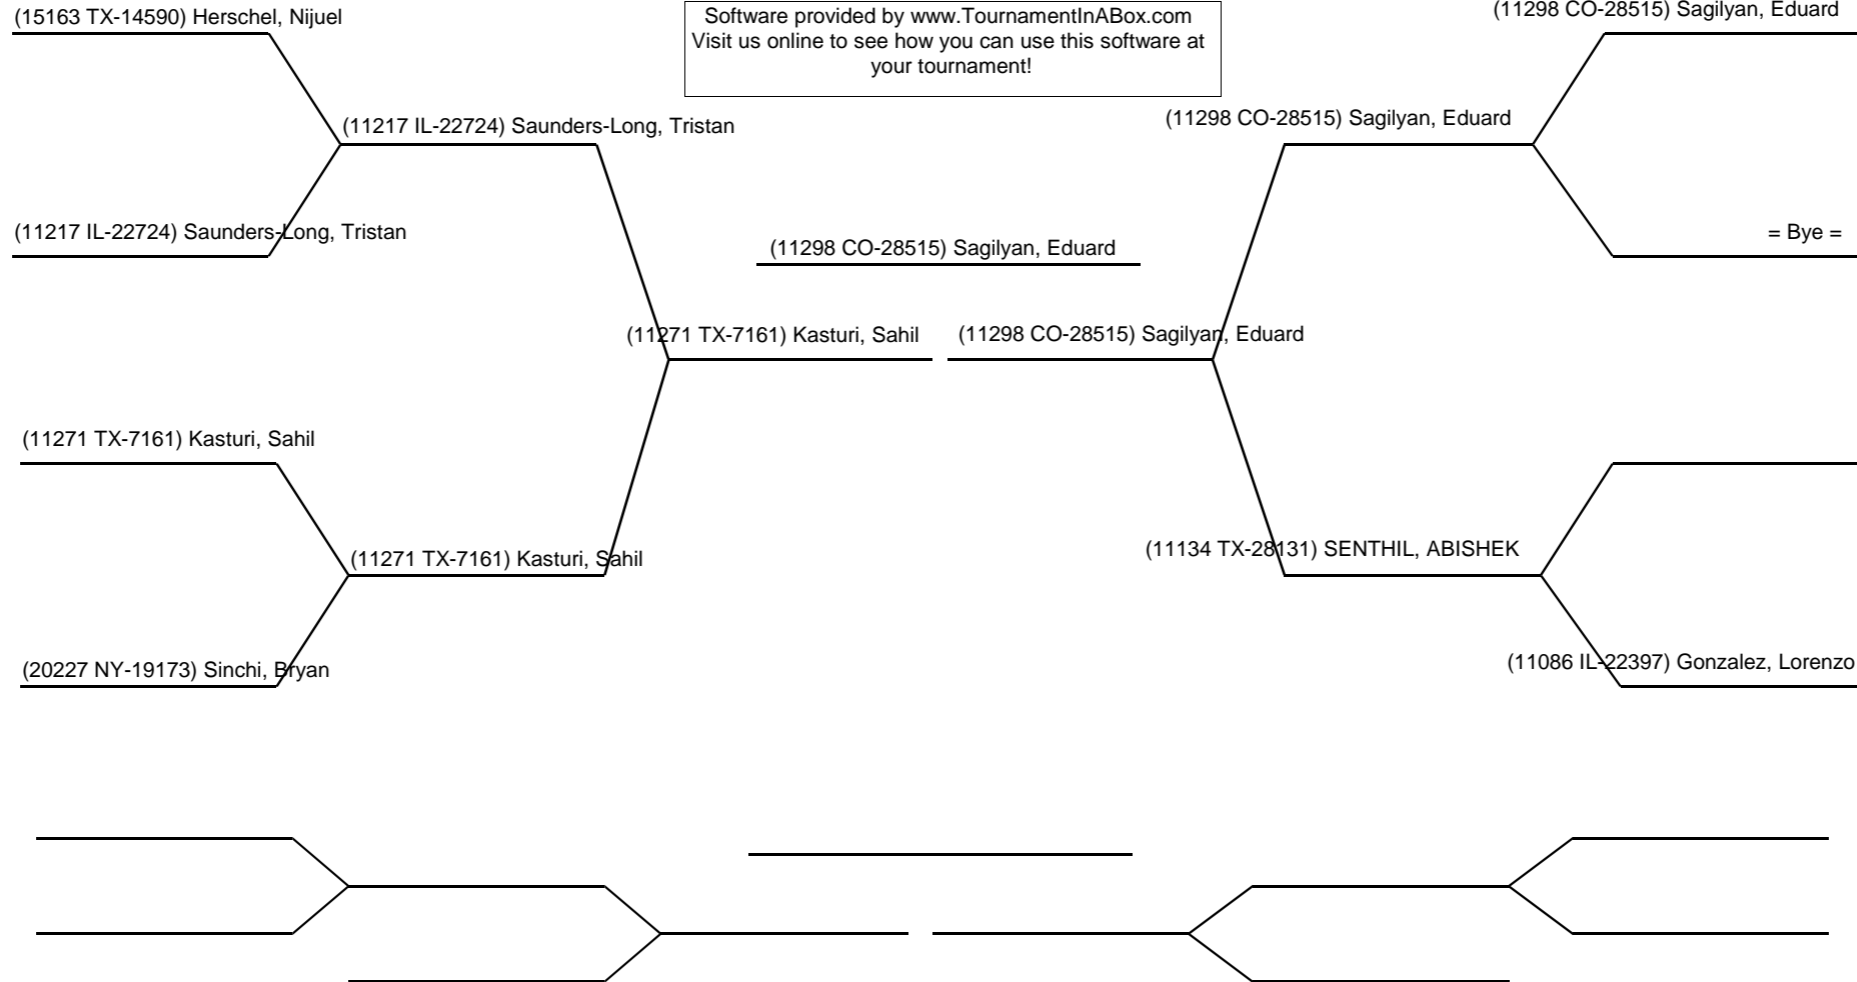 (15163 TX-14590) Herschel, Nijuel
Software provided by www.TournamentInABox.com
Visit us online to see how you can use this software at
your tournament!
(11298 CO-28515) Sagilyan, Eduard
(11217 IL-22724) Saunders-Long, Tristan
(11298 CO-28515) Sagilyan, Eduard
(11217 IL-22724) Saunders-Long, Tristan
(11298 CO-28515) Sagilyan, Eduard
= Bye =
(11271 TX-7161) Kasturi, Sahil
(11298 CO-28515) Sagilyan, Eduard
(11271 TX-7161) Kasturi, Sahil
(11271 TX-7161) Kasturi, Sahil
(11134 TX-28131) SENTHIL, ABISHEK
(20227 NY-19173) Sinchi, Bryan
(11086 IL-22397) Gonzalez, Lorenzo